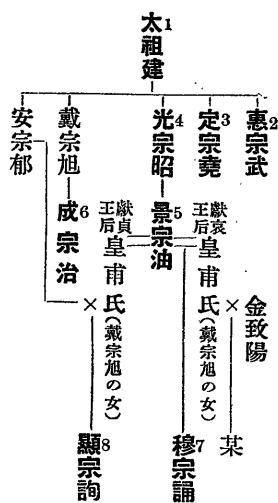 太祖建1
惠宗武2
定宗堯3
光宗昭4
戴宗旭
安宗郁
金致陽
×
獻哀
王后
皇甫氏(戴宗旭の女)
景宗油5
獻貞
王后
皇甫氏(戴宗旭の女)
×
成宗治6
某
穆宗誦7
顯宗詢8